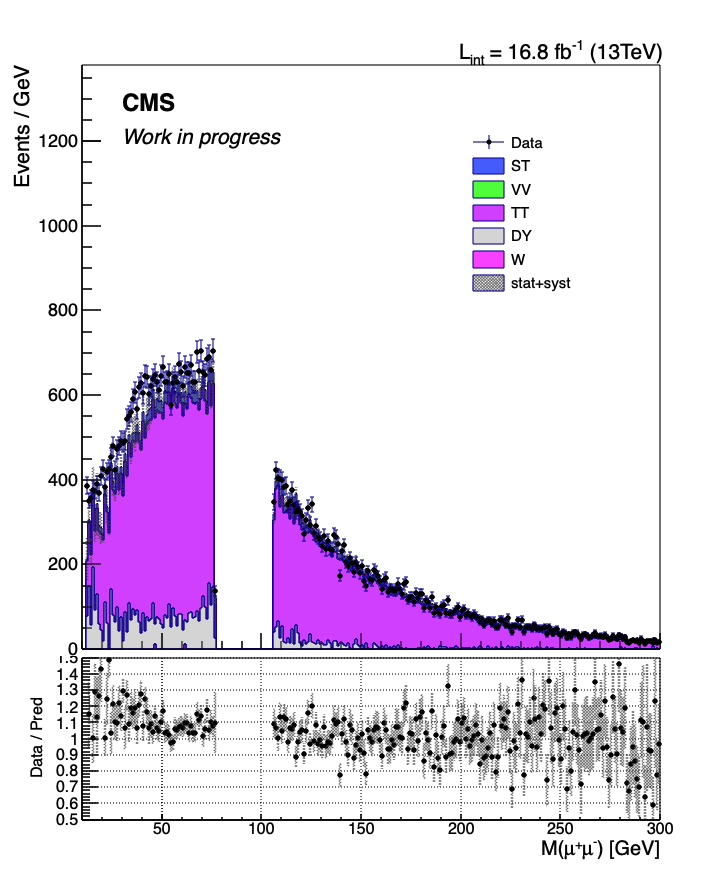 L_int = 16.8 fb⁻¹ (13TeV)
Events / GeV
CMS
Work in progress
1200
1000
800
600
400
200
0
Data
ST
VV
TT
DY
W
stat+syst
Data / Pred
1.5
1.4
1.3
1.2
1.1
1
0.9
0.8
0.7
0.6
0.5
50 100 150 200 250 300
M(μ⁺μ⁻) [GeV]